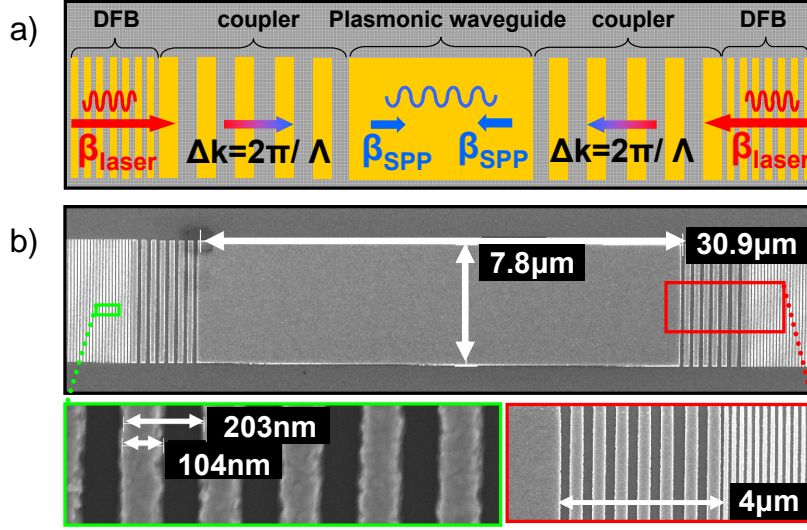 a)
DFB coupler Plasmonic waveguide coupler DFB
βlaser Δk=2π/ Λ βSPP βSPP Δk=2π/ Λ βlaser
b)
7.8μm 30.9μm
203nm
104nm
4μm